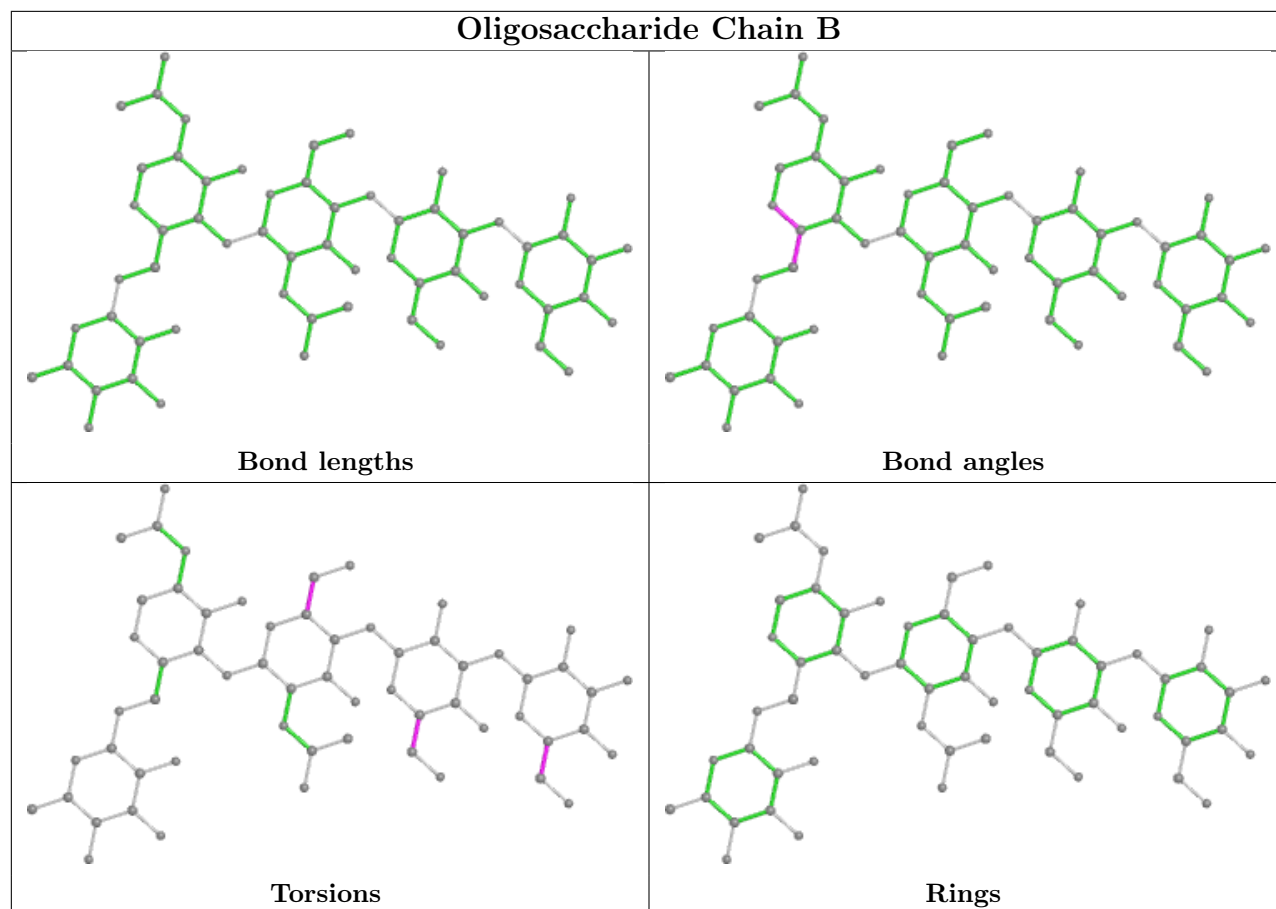 Oligosaccharide Chain B
Bond lengths
Bond angles
Torsions
Rings